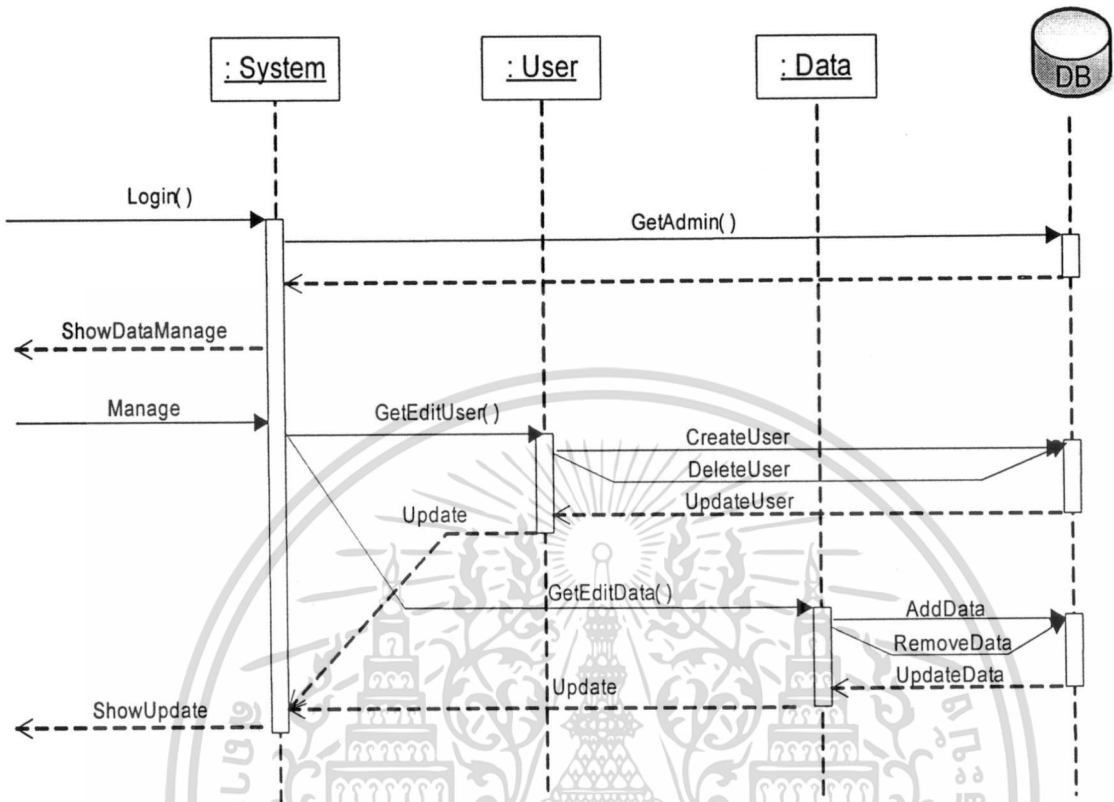 : System
: User
: Data
DB
Login( )
GetAdmin( )
ShowDataManage
Manage
GetEditUser( )
CreateUser
DeleteUser
UpdateUser
Update
GetEditData( )
AddData
RemoveData
UpdateData
Update
ShowUpdate